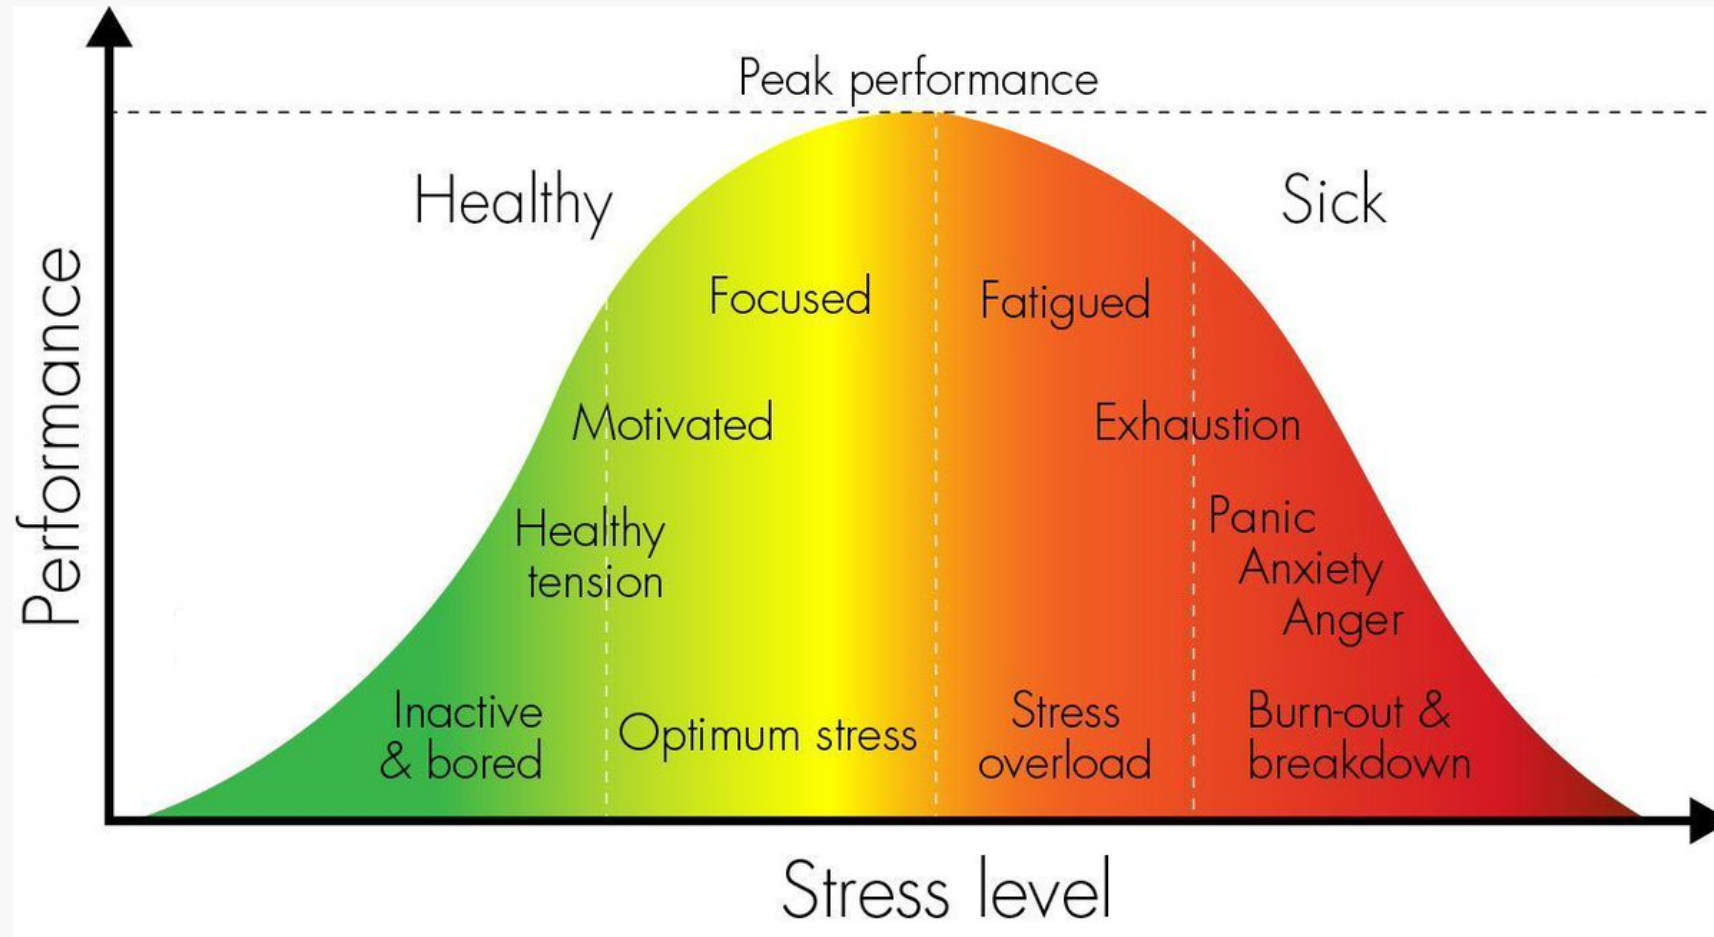 Peak performance
Healthy
Sick
Performance
Focused
Fatigued
Motivated
Exhaustion
Healthy
tension
Panic
Anxiety
Anger
Inactive
& bored
Optimum stress
Stress
overload
Burn-out &
breakdown
Stress level